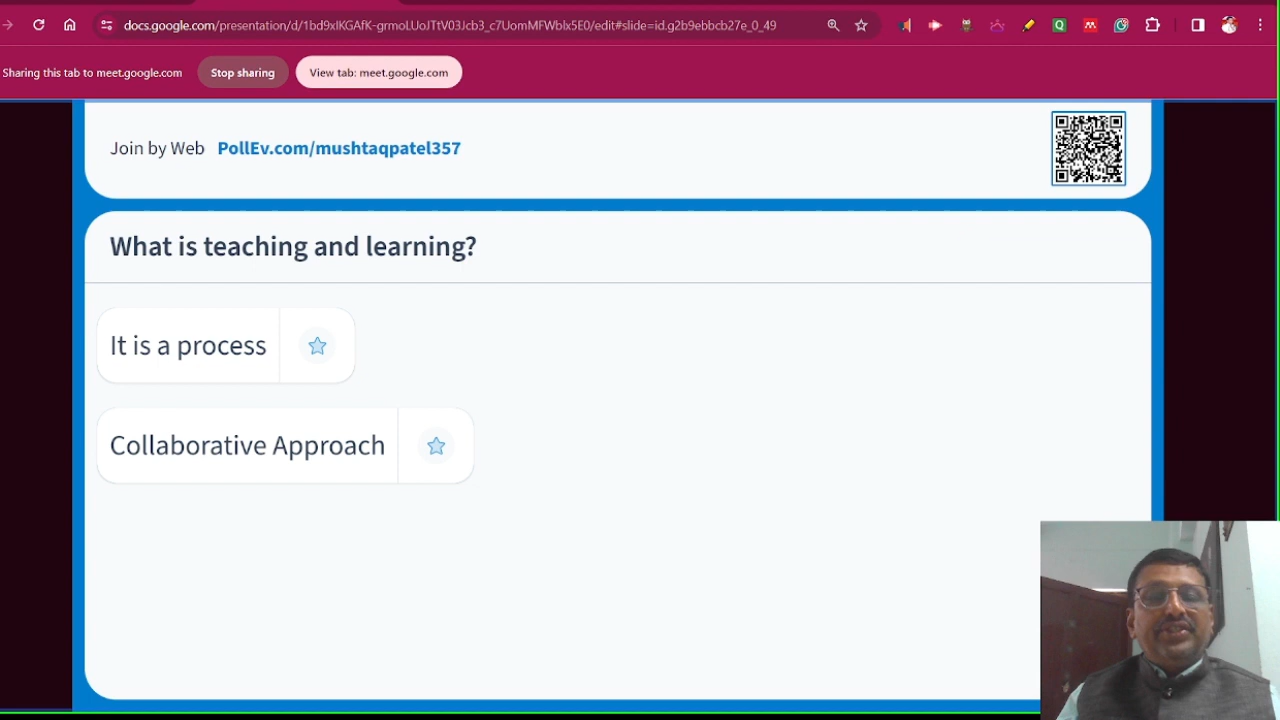 docs.google.com/presentation/d/1bd9xlKGAfK-grmoLUoJTtV03Jcb3_c7UomMFWblx5E0/edit#slide=id.g2b9ebbcb27e_0_49
Sharing this tab to meet.google.com
Stop sharing
View tab: meet.google.com
Join by Web PollEv.com/mushtaqpatel357
What is teaching and learning?
It is a process
Collaborative Approach